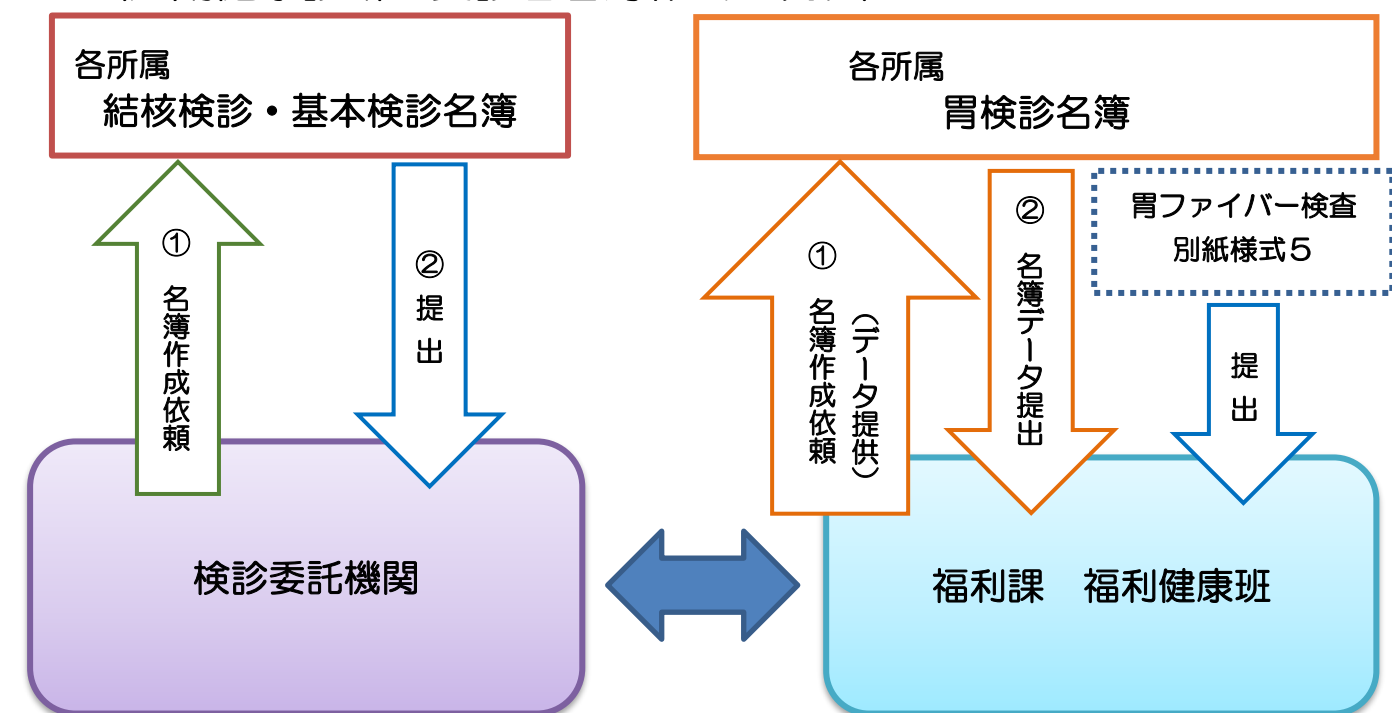 各所属
結核検診・基本検診名簿
各所属
胃検診名簿
① 名簿作成依頼
② 提出
① 名簿作成依頼
（データ提供）
② 名簿データ提出
胃ファイバー検査
別紙様式５
提出
検診委託機関
福利課　福利健康班